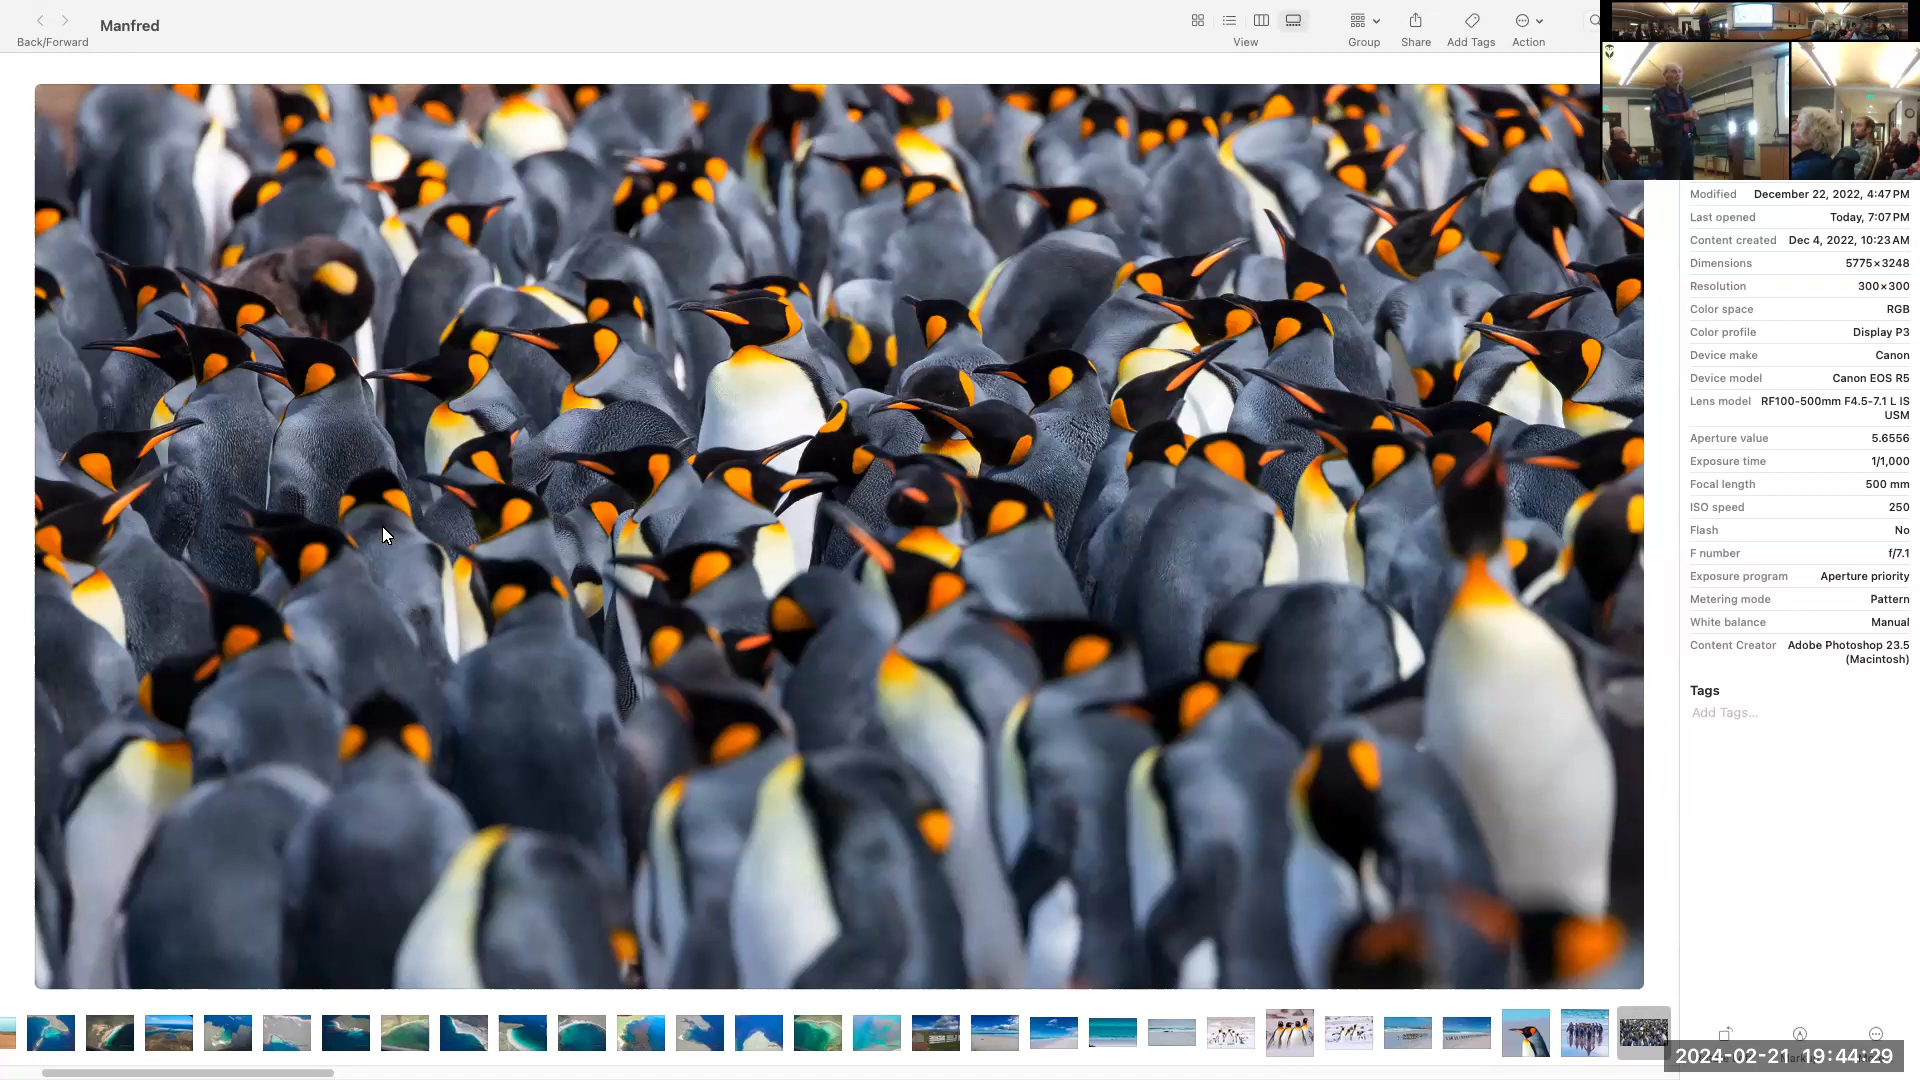 Manfred
Back/Forward
View
Group
Share
Add Tags
Action
Modified December 22, 2022, 4:47 PM
Last opened Today, 7:07 PM
Content created Dec 4, 2022, 10:23 AM
Dimensions 5775×3248
Resolution 300×300
Color space RGB
Color profile Display P3
Device make Canon
Device model Canon EOS R5
Lens model RF100-500mm F4.5-7.1 L IS
USM
Aperture value 5.6556
Exposure time 1/1,000
Focal length 500 mm
ISO speed 250
Flash No
F number f/7.1
Exposure program Aperture priority
Metering mode Pattern
White balance Manual
Content Creator Adobe Photoshop 23.5
(Macintosh)
Tags
Add Tags...
2024-02-21 19:44:29